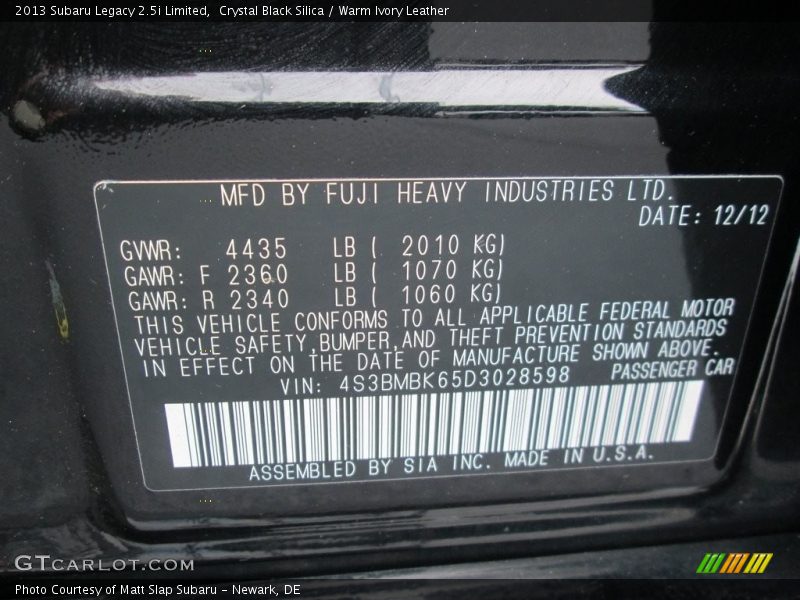 2013 Subaru Legacy 2.5i Limited,  Crystal Black Silica / Warm Ivory Leather
MFD BY FUJI HEAVY INDUSTRIES LTD.
DATE: 12/12
GVWR: 4435 LB ( 2010 KG)
GAWR: F 2360 LB ( 1070 KG)
GAWR: R 2340 LB ( 1060 KG)
THIS VEHICLE CONFORMS TO ALL APPLICABLE FEDERAL MOTOR
VEHICLE SAFETY,BUMPER,AND THEFT PREVENTION STANDARDS
IN EFFECT ON THE DATE OF MANUFACTURE SHOWN ABOVE.
VIN: 4S3BMBK65D3028598 PASSENGER CAR
ASSEMBLED BY SIA INC. MADE IN U.S.A.
GTCARLOT.COM
Photo Courtesy of Matt Slap Subaru - Newark, DE